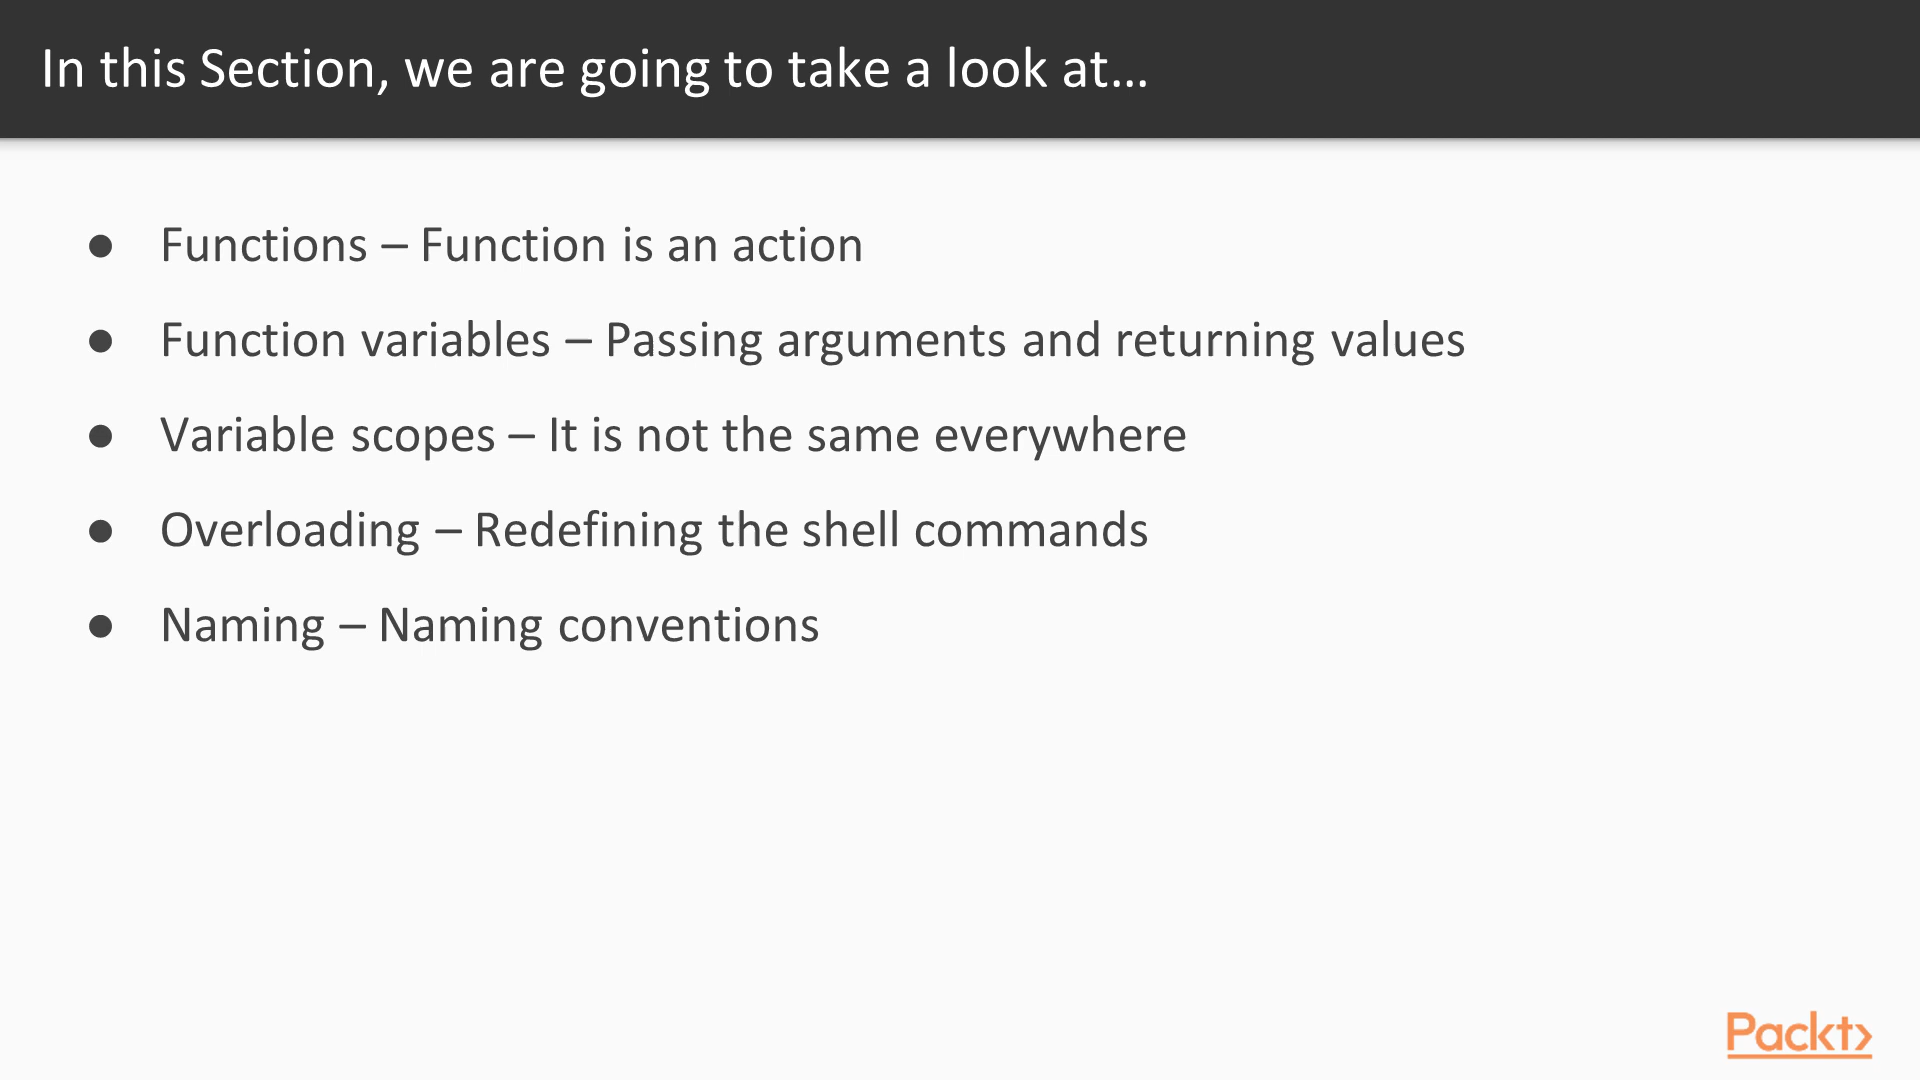 In this Section, we are going to take a look at...
● Functions – Function is an action
● Function variables – Passing arguments and returning values
● Variable scopes – It is not the same everywhere
● Overloading – Redefining the shell commands
● Naming – Naming conventions
Packt>